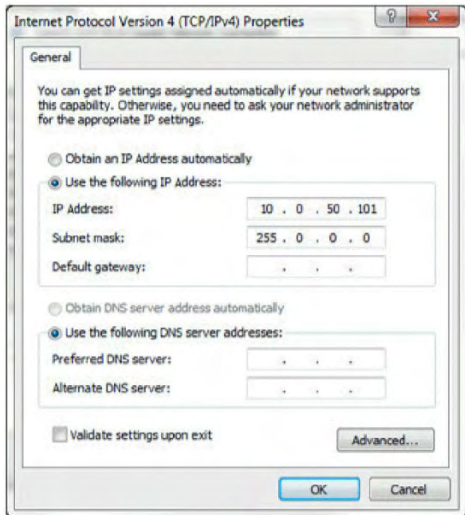 Internet Protocol Version 4 (TCP/IPv4) Properties
General
You can get IP settings assigned automatically if your network supports
this capability. Otherwise, you need to ask your network administrator
for the appropriate IP settings.
Obtain an IP Address automatically
Use the following IP Address:
IP Address: 10 . 0 . 50 . 101
Subnet mask: 255 . 0 . 0 . 0
Default gateway: . . .
Obtain DNS server address automatically
Use the following DNS server addresses:
Preferred DNS server: . . .
Alternate DNS server: . . .
Validate settings upon exit
Advanced...
OK Cancel